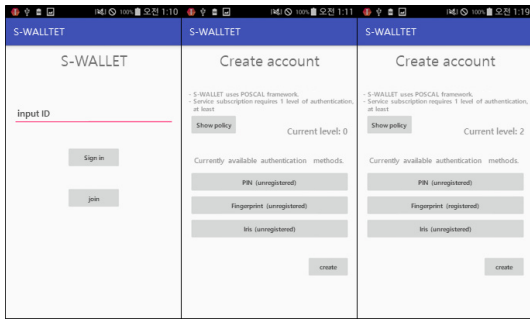 100% 오전 1:10
S-WALLTET
S-WALLET
input ID
Sign in
join
100% 오전 1:11
S-WALLTET
Create account
- S-WALLET uses POSCAL framework.
- Service subscription requires 1 level of authentication,
at least
Show policy
Current level: 0
Currently available authentication methods.
PIN (unregistered)
Fingerprint (unregistered)
Iris (unregistered)
create
100% 오전 1:19
S-WALLTET
Create account
- S-WALLET uses POSCAL framework.
- Service subscription requires 1 level of authentication,
at least
Show policy
Current level: 2
Currently available authentication methods.
PIN (unregistered)
Fingerprint (registered)
Iris (unregistered)
create